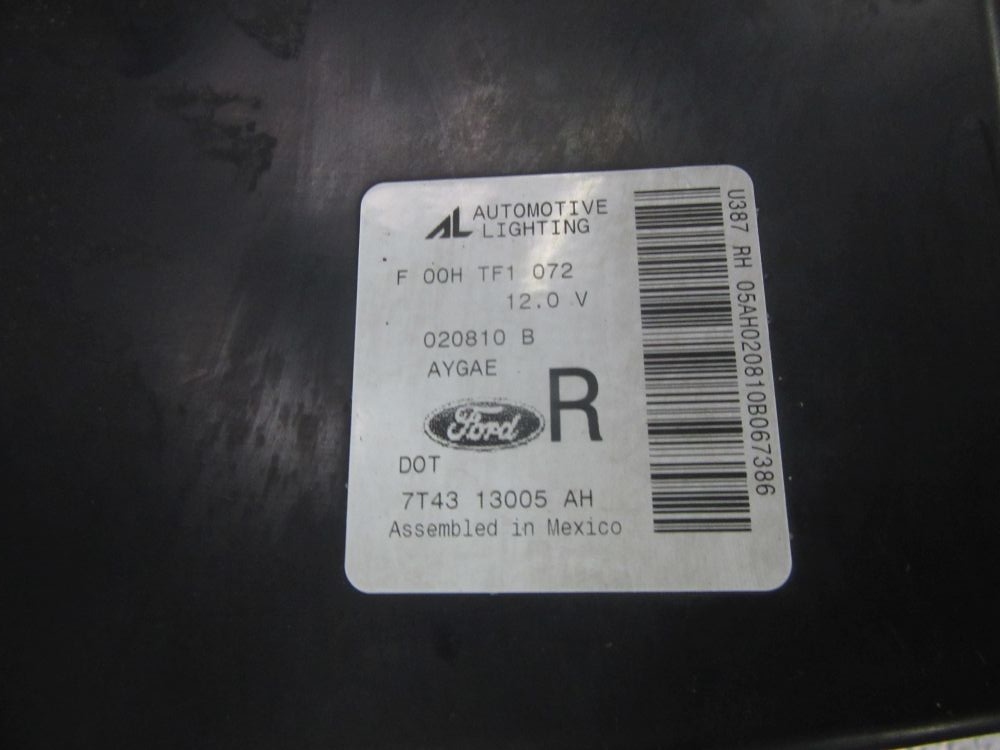 AL AUTOMOTIVE
LIGHTING
F 00H TF1 072
12.0 V
020810 B
AYGAE
Ford R
DOT
7T43 13005 AH
Assembled in Mexico
U387 RH 05AH020810B067386